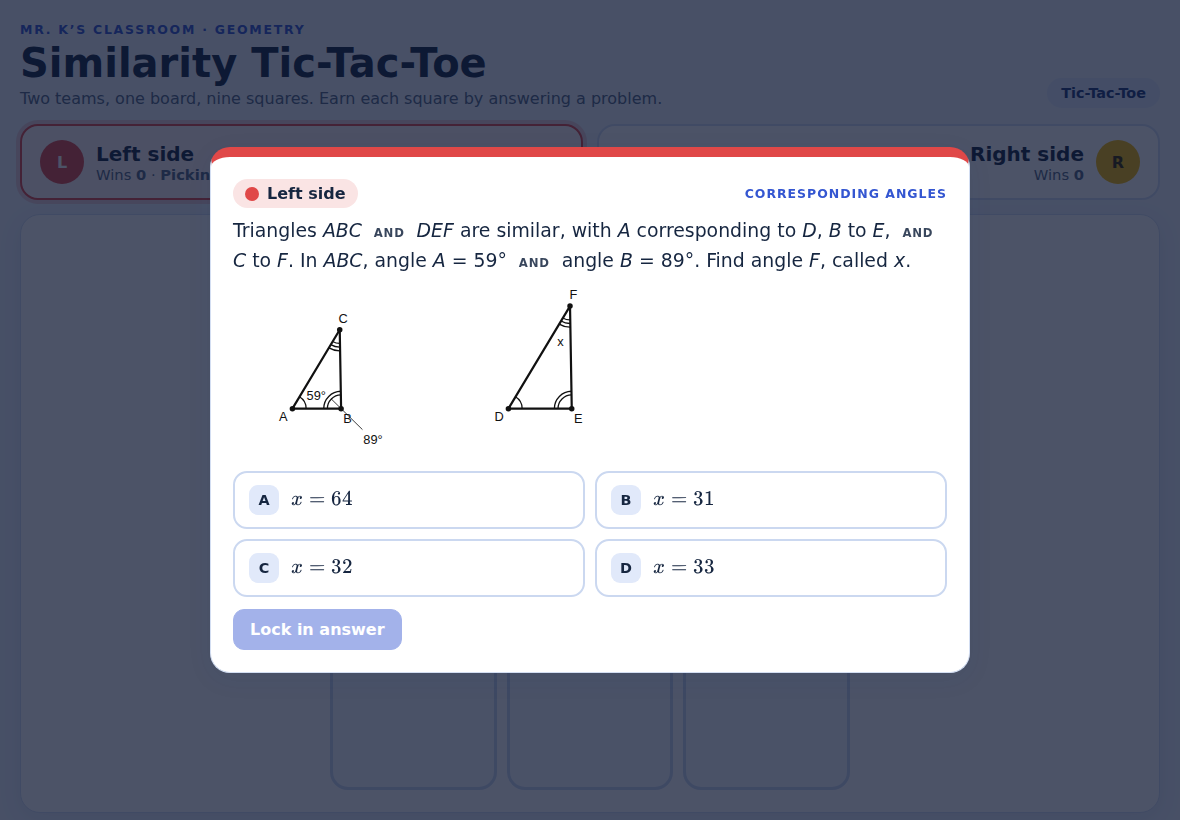 MR. K'S CLASSROOM · GEOMETRY
Similarity Tic-Tac-Toe
Two teams, one board, nine squares. Earn each square by answering a problem.
Tic-Tac-Toe
L
Left side
Wins 0 · Pickin
Right side
Wins 0
R
Left side
CORRESPONDING ANGLES
Triangles ABC AND DEF are similar, with A corresponding to D, B to E, AND
C to F. In ABC, angle A = 59° AND angle B = 89°. Find angle F, called x.
C
59°
A
B
89°
F
x
D
E
A x = 64
B x = 31
C x = 32
D x = 33
Lock in answer